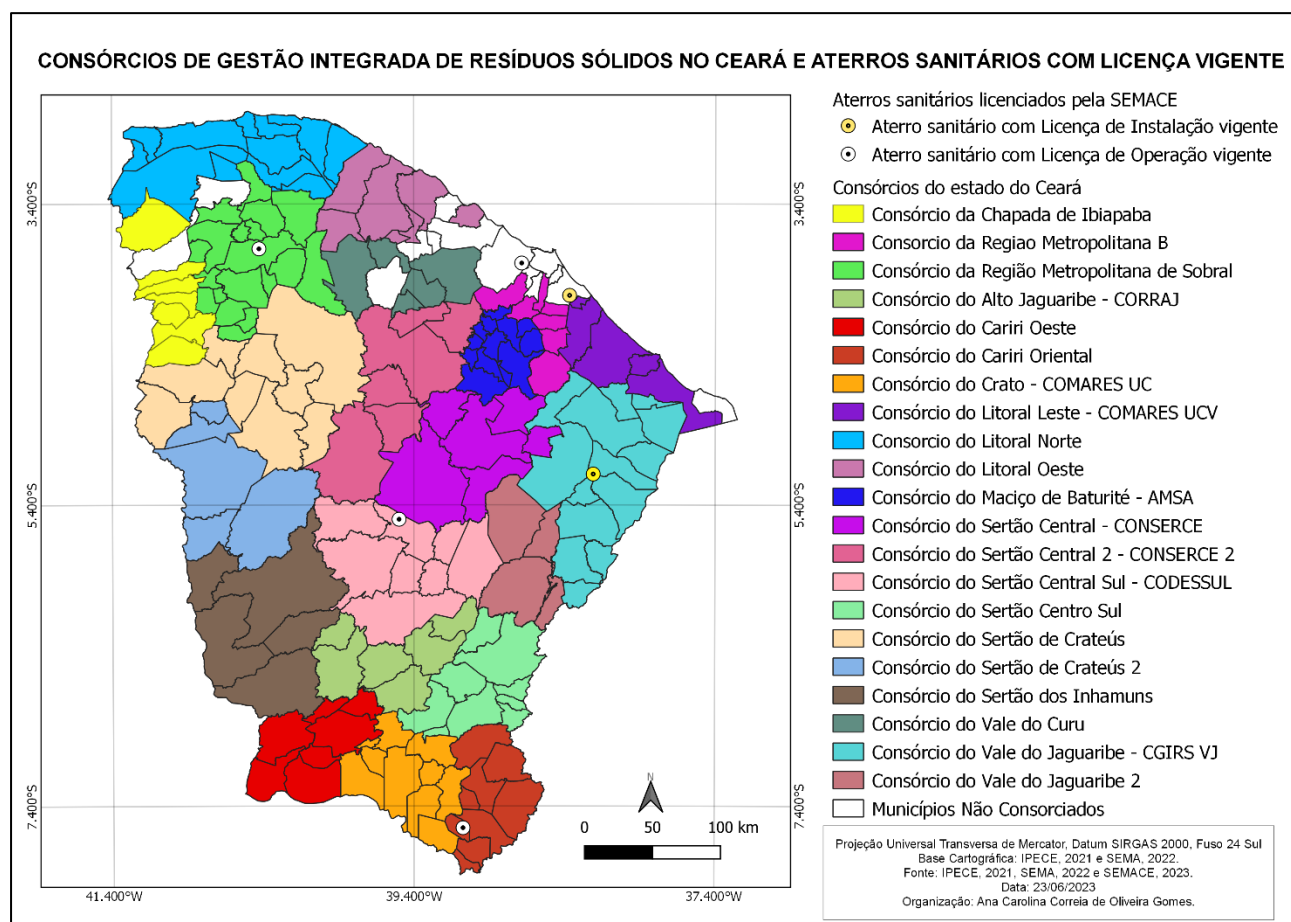 CONSÓRCIOS DE GESTÃO INTEGRADA DE RESÍDUOS SÓLIDOS NO CEARÁ E ATERROS SANITÁRIOS COM LICENÇA VIGENTE
Aterros sanitários licenciados pela SEMACE
Aterro sanitário com Licença de Instalação vigente
Aterro sanitário com Licença de Operação vigente
Consórcios do estado do Ceará
Consórcio da Chapada de Ibiapaba
Consorcio da Regiao Metropolitana B
Consórcio da Região Metropolitana de Sobral
Consórcio do Alto Jaguaribe - CORRAJ
Consórcio do Cariri Oeste
Consórcio do Cariri Oriental
Consórcio do Crato - COMARES UC
Consórcio do Litoral Leste - COMARES UCV
Consorcio do Litoral Norte
Consórcio do Litoral Oeste
Consórcio do Maciço de Baturité - AMSA
Consórcio do Sertão Central - CONSERCE
Consórcio do Sertão Central 2 - CONSERCE 2
Consórcio do Sertão Central Sul - CODESSUL
Consórcio do Sertão Centro Sul
Consórcio do Sertão de Crateús
Consórcio do Sertão de Crateús 2
Consórcio do Sertão dos Inhamuns
Consórcio do Vale do Curu
Consórcio do Vale do Jaguaribe - CGIRS VJ
Consórcio do Vale do Jaguaribe 2
Municípios Não Consorciados
3.400°S
3.400°S
5.400°S
5.400°S
7.400°S
7.400°S
N
0 50 100 km
41.400°W 39.400°W 37.400°W
Projeção Universal Transversa de Mercator, Datum SIRGAS 2000, Fuso 24 Sul
Base Cartográfica: IPECE, 2021 e SEMA, 2022.
Fonte: IPECE, 2021, SEMA, 2022 e SEMACE, 2023.
Data: 23/06/2023
Organização: Ana Carolina Correia de Oliveira Gomes.